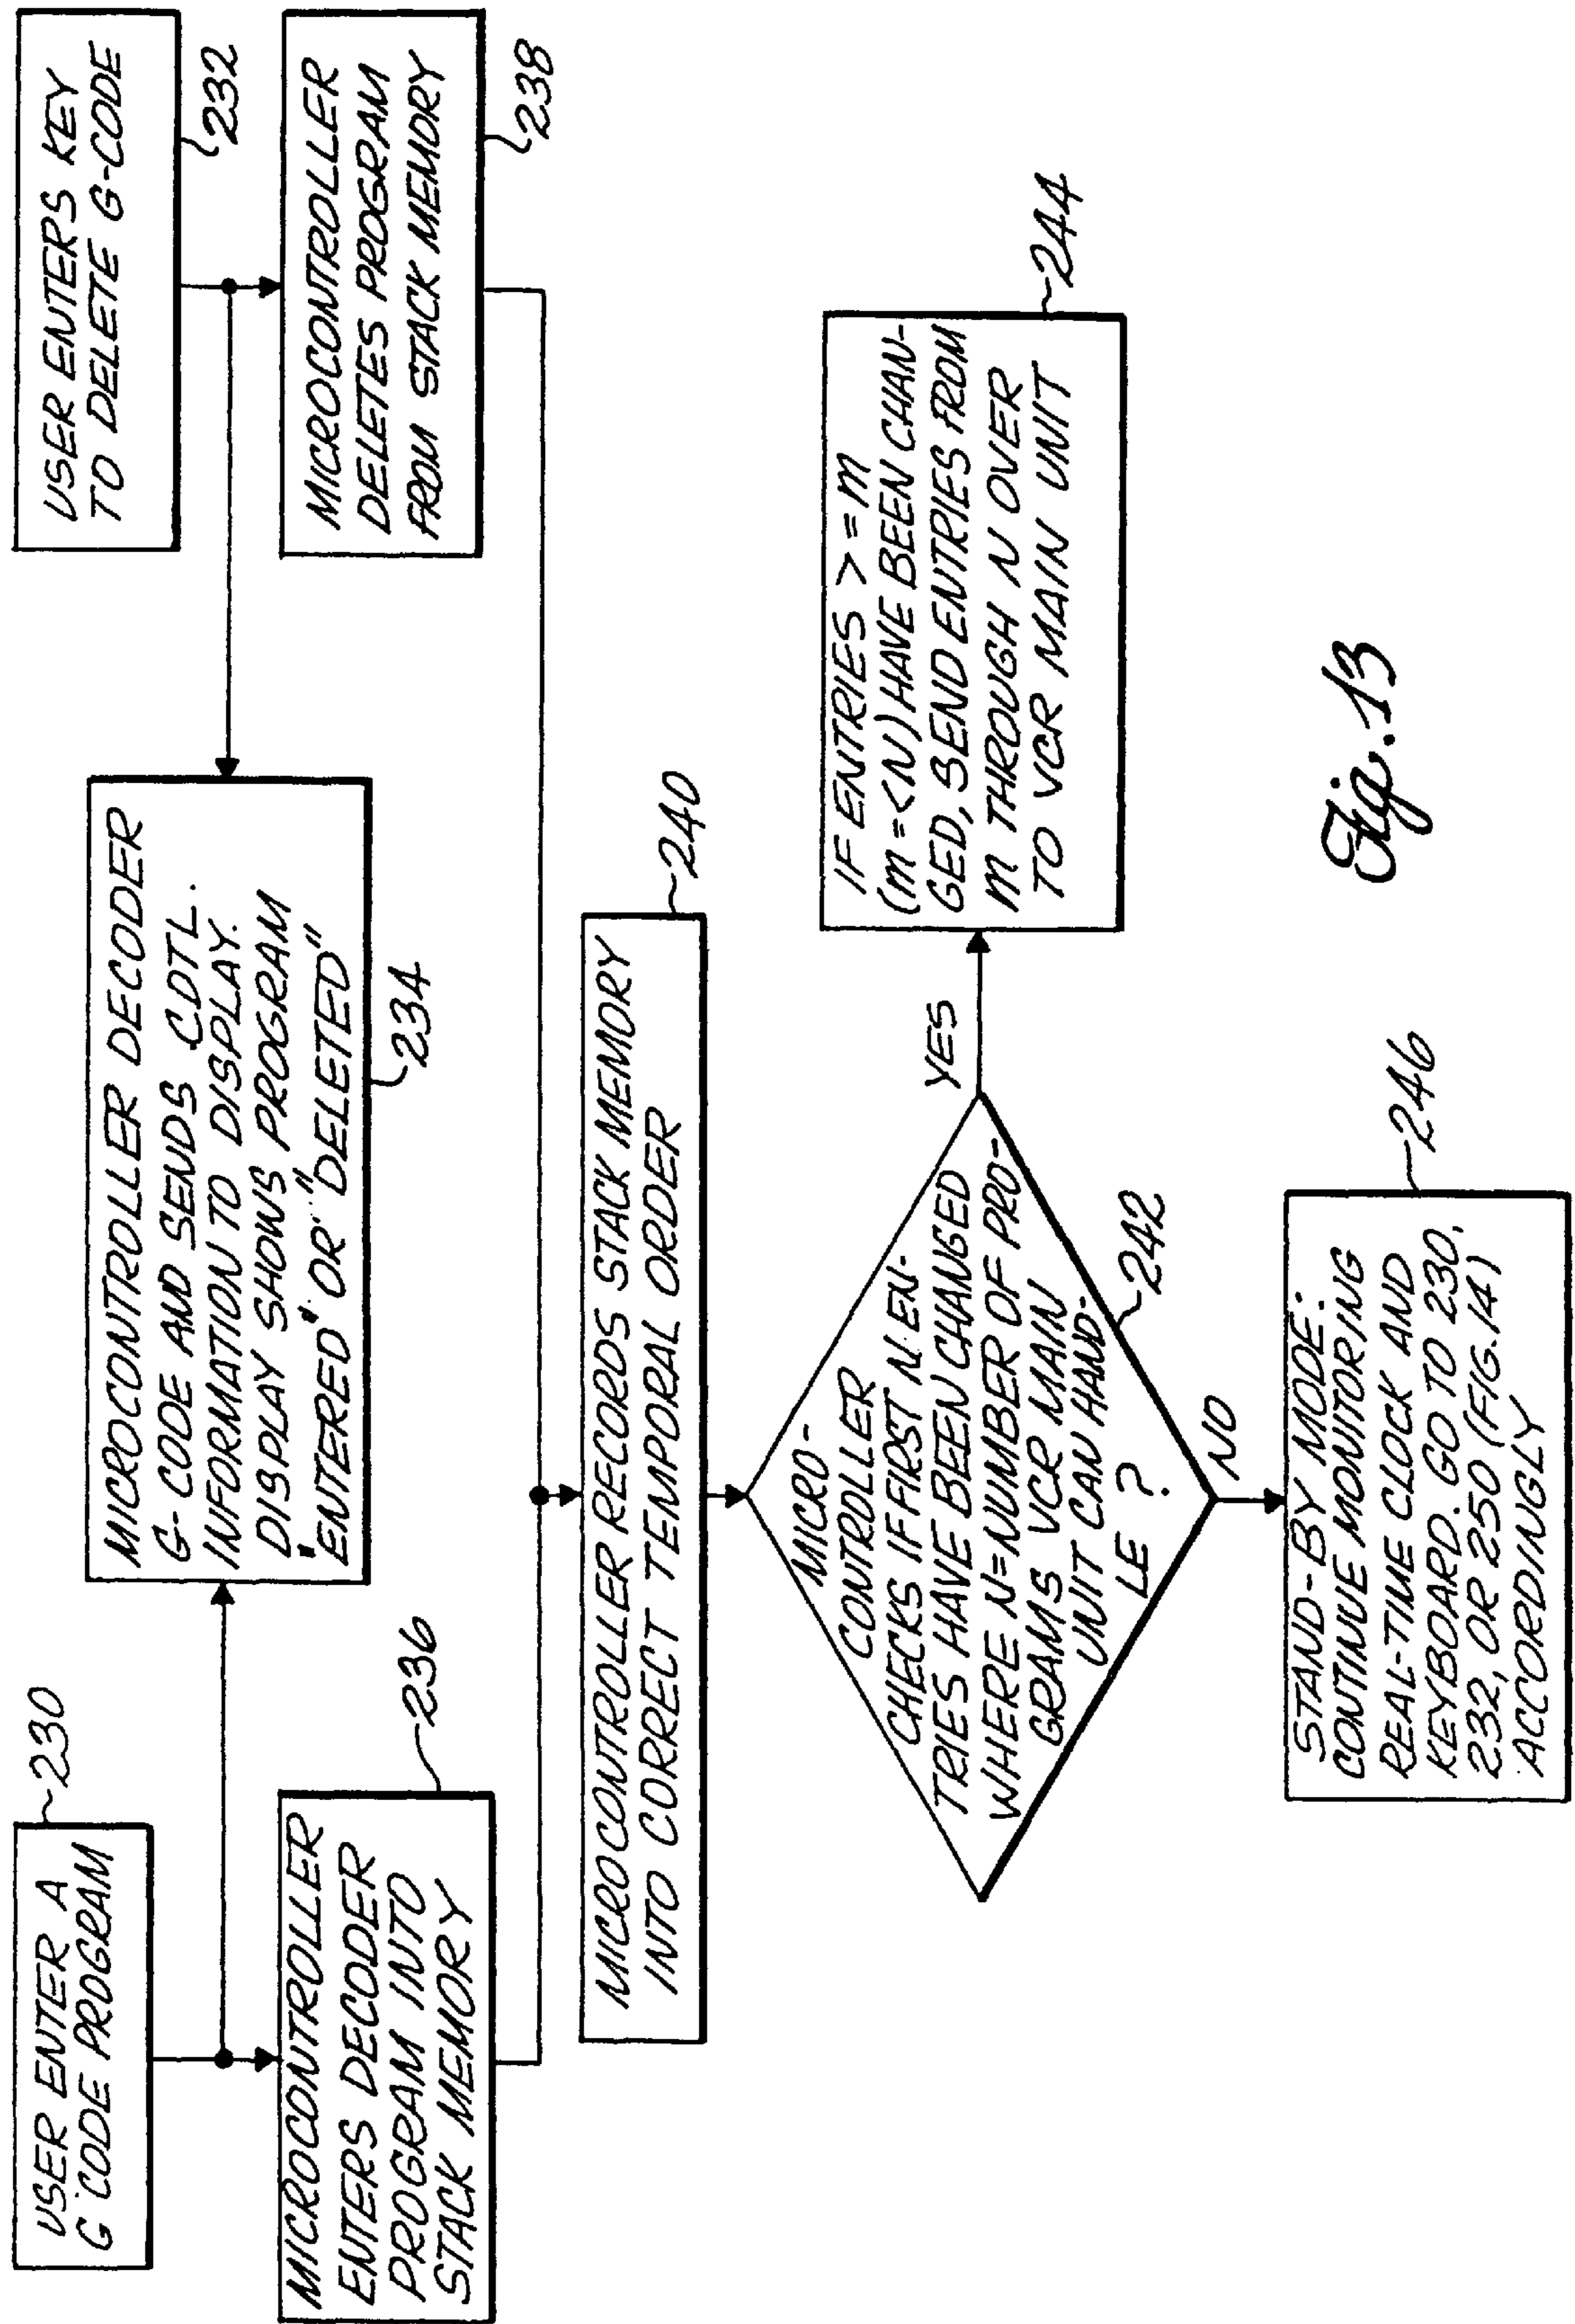 USER ENTER A
G CODE PROGRAM
230
MICROCONTROLLER DECODER
G-CODE AND SENDS CDTL.
INFORMATION TO DISPLAY.
DISPLAY SHOWS PROGRAM
"ENTERED" OR "DELETED"
234
USER ENTERS KEY
TO DELETE G-CODE
232
MICROCONTROLLER
ENTERS DECODER
PROGRAM INTO
STACK MEMORY
236
MICROCONTROLLER
DELETES PROGRAM
FROM STACK MEMORY
238
MICROCONTROLLER RECORDS STACK MEMORY
INTO CORRECT TEMPORAL ORDER
240
MICRO-
CONTROLLER
CHECKS IF FIRST N EN-
TRIES HAVE BEEN CHANGED
WHERE N=NUMBER OF PRO-
GRAMS VCR MAIN
UNIT CAN HAND-
LE ?
242
YES
IF ENTRIES >=M
(M=<N) HAVE BEEN CHAN-
GED, SEND ENTRIES FROM
M THROUGH N OVER
TO VCR MAIN UNIT
244
NO
STAND-BY MODE:
CONTINUE MONITORING
REAL-TIME CLOCK AND
KEYBOARD. GO TO 230,
232, OR 250 (FIG.14)
ACCORDINGLY
246
Fig. 13